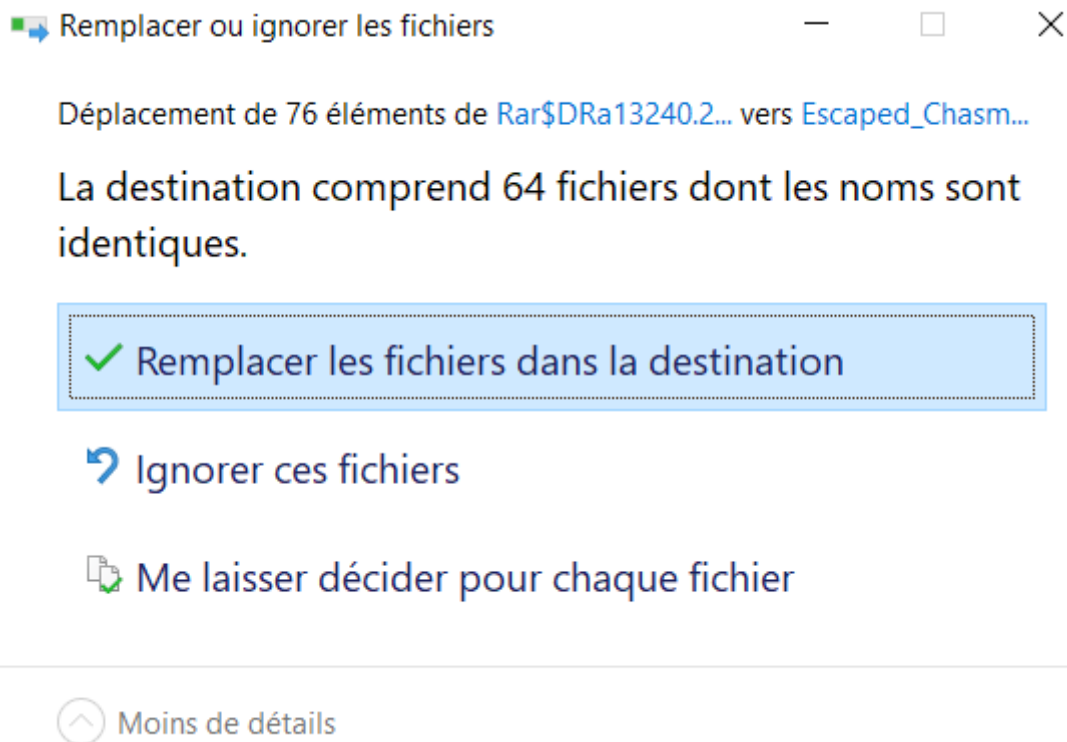 Remplacer ou ignorer les fichiers
Déplacement de 76 éléments de Rar$DRa13240.2... vers Escaped_Chasm...
La destination comprend 64 fichiers dont les noms sont
identiques.
Remplacer les fichiers dans la destination
Ignorer ces fichiers
Me laisser décider pour chaque fichier
Moins de détails